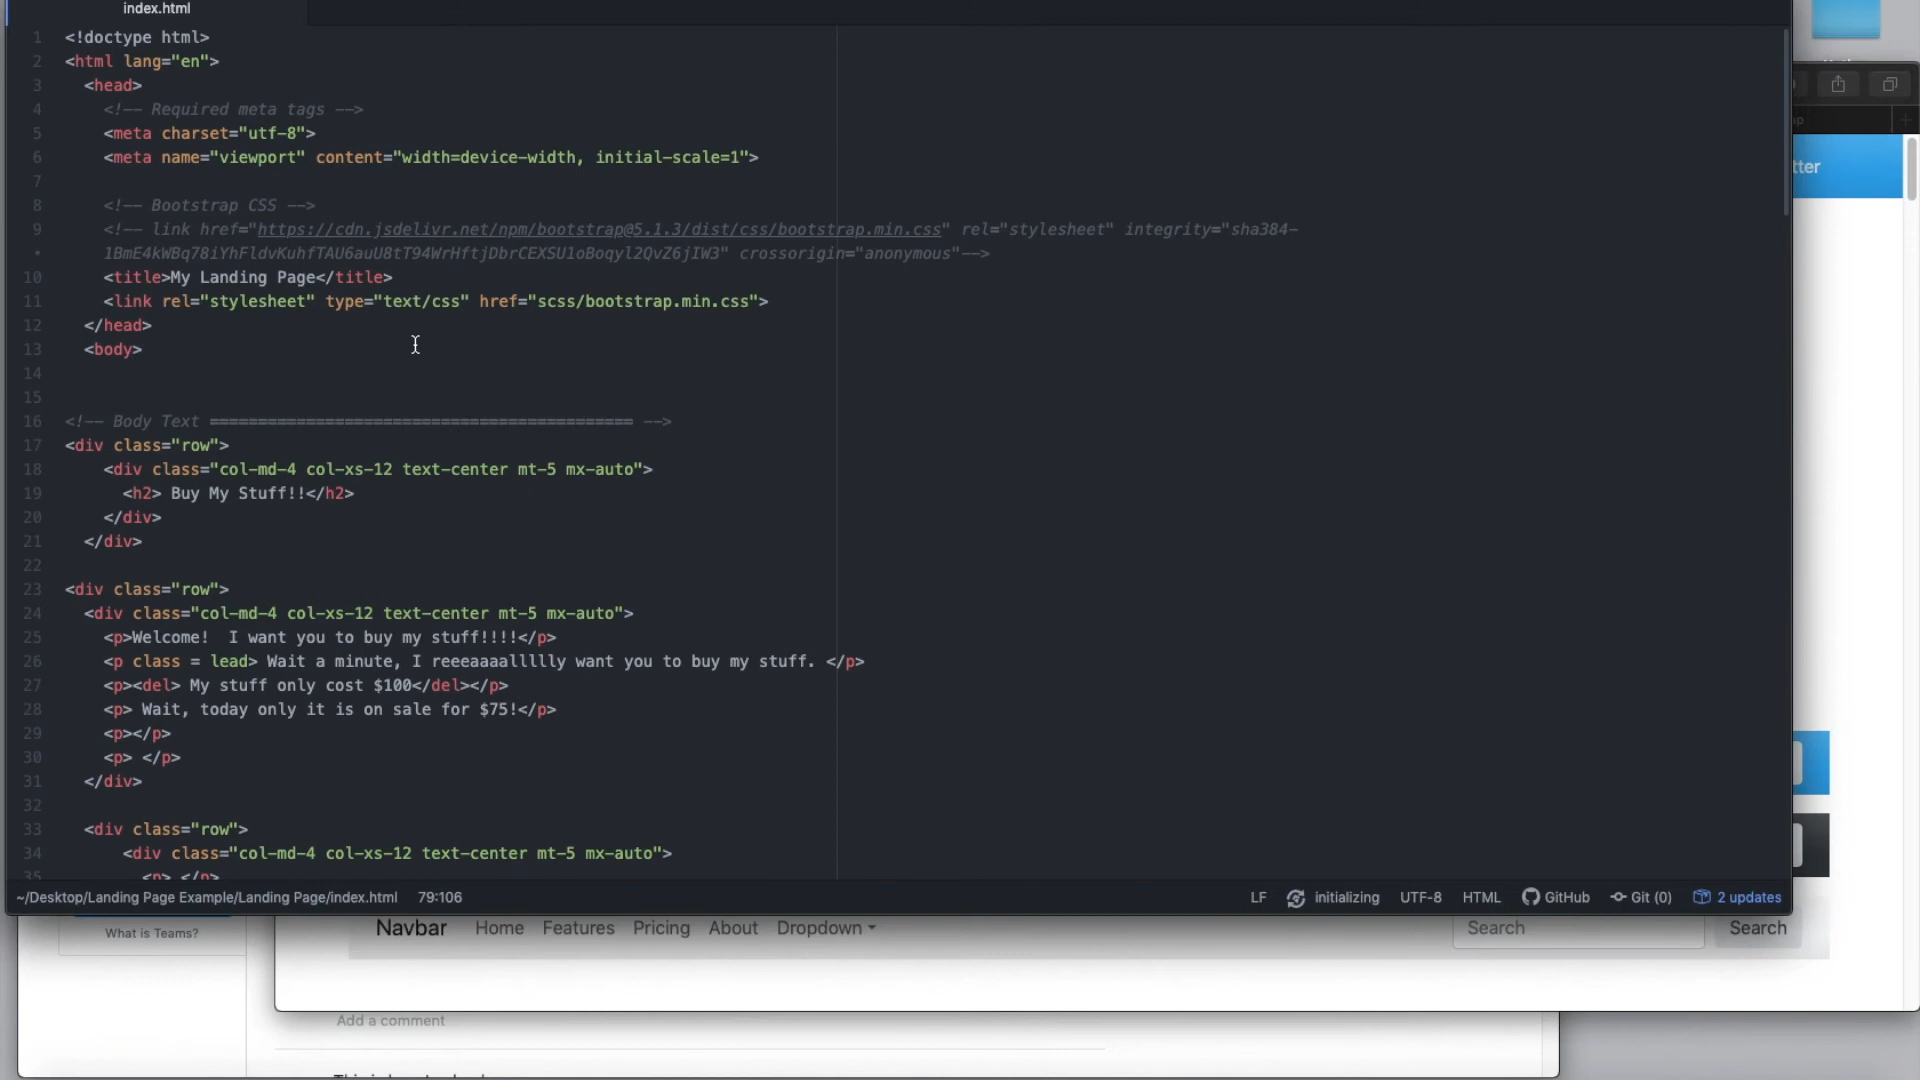 index.html
1 <!doctype html>
2 <html lang="en">
3 <head>
4 <!-- Required meta tags -->
5 <meta charset="utf-8">
6 <meta name="viewport" content="width=device-width, initial-scale=1">
7
8 <!-- Bootstrap CSS -->
9 <!-- link href="https://cdn.jsdelivr.net/npm/bootstrap@5.1.3/dist/css/bootstrap.min.css" rel="stylesheet" integrity="sha384-
• 1BmE4kWBq78iYhFldvKuhfTAU6auU8tT94WrHftjDbrCEXSU1oBoqyl2QvZ6jIW3" crossorigin="anonymous"-->
10 <title>My Landing Page</title>
11 <link rel="stylesheet" type="text/css" href="scss/bootstrap.min.css">
12 </head>
13 <body>
14
15
16 <!-- Body Text ============================================ -->
17 <div class="row">
18 <div class="col-md-4 col-xs-12 text-center mt-5 mx-auto">
19 <h2> Buy My Stuff!!</h2>
20 </div>
21 </div>
22
23 <div class="row">
24 <div class="col-md-4 col-xs-12 text-center mt-5 mx-auto">
25 <p>Welcome!  I want you to buy my stuff!!!!</p>
26 <p class = lead> Wait a minute, I reeeaaaallllly want you to buy my stuff. </p>
27 <p><del> My stuff only cost $100</del></p>
28 <p> Wait, today only it is on sale for $75!</p>
29 <p></p>
30 <p> </p>
31 </div>
32
33 <div class="row">
34 <div class="col-md-4 col-xs-12 text-center mt-5 mx-auto">
35 <p> </p>
~/Desktop/Landing Page Example/Landing Page/index.html 79:106 LF initializing UTF-8 HTML GitHub Git (0) 2 updates
tter
What is Teams?
Navbar Home Features Pricing About Dropdown Search Search
Add a comment